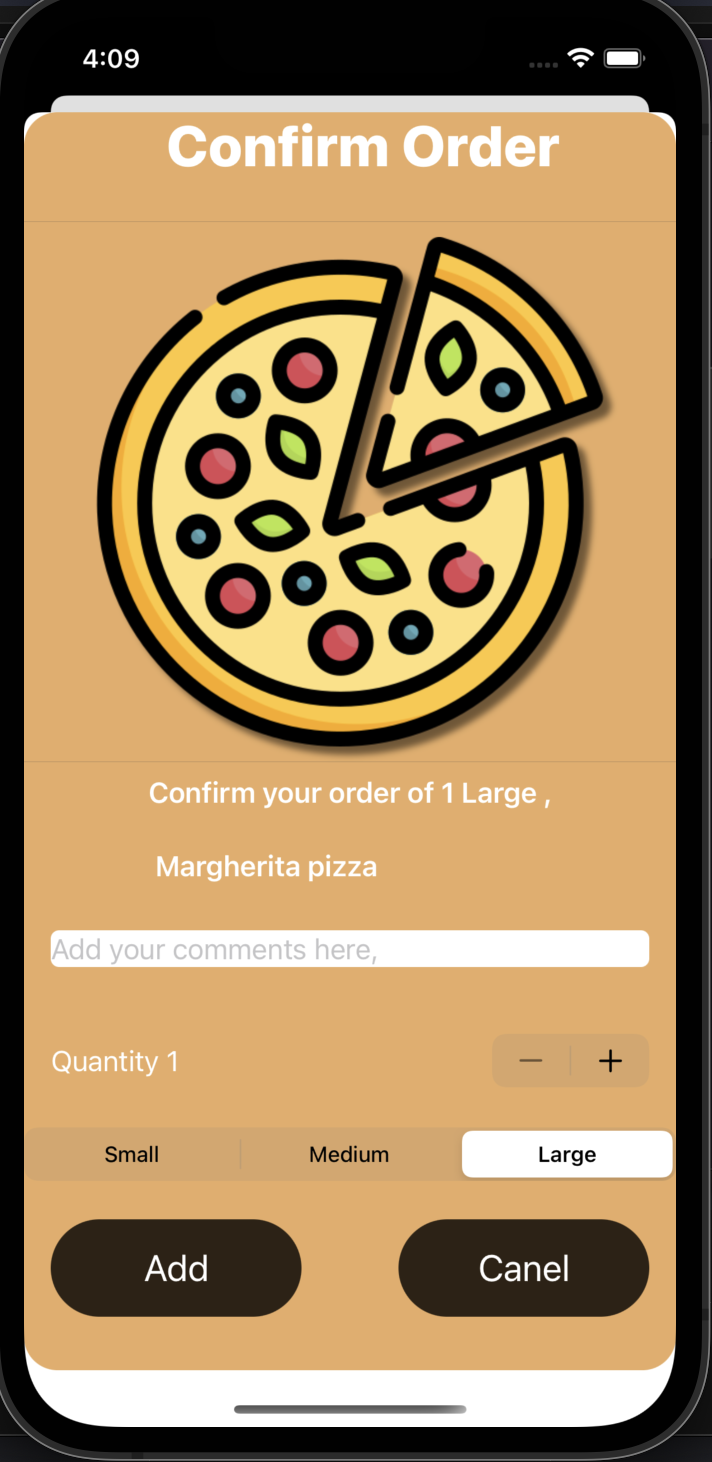 4:09
Confirm Order
Confirm your order of 1 Large ,
Margherita pizza
Add your comments here,
Quantity 1
Small Medium Large
Add Canel